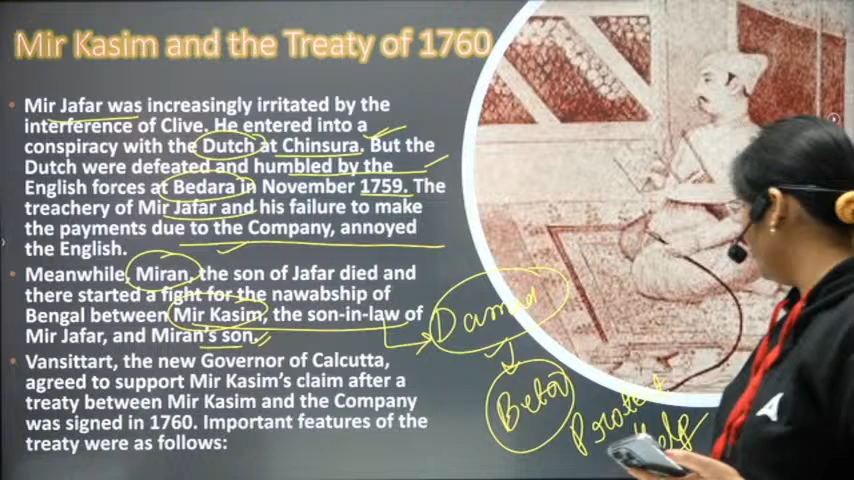 Mir Kasim and the Treaty of 1760
• Mir Jafar was increasingly irritated by the
interference of Clive. He entered into a
conspiracy with the Dutch at Chinsura. But the
Dutch were defeated and humbled by the
English forces at Bedara in November 1759. The
treachery of Mir Jafar and his failure to make
the payments due to the Company, annoyed
the English.
• Meanwhile, Miran, the son of Jafar died and
there started a fight for the nawabship of
Bengal between Mir Kasim, the son-in-law of
Mir Jafar, and Miran's son.
• Vansittart, the new Governor of Calcutta,
agreed to support Mir Kasim's claim after a
treaty between Mir Kasim and the Company
was signed in 1760. Important features of the
treaty were as follows: